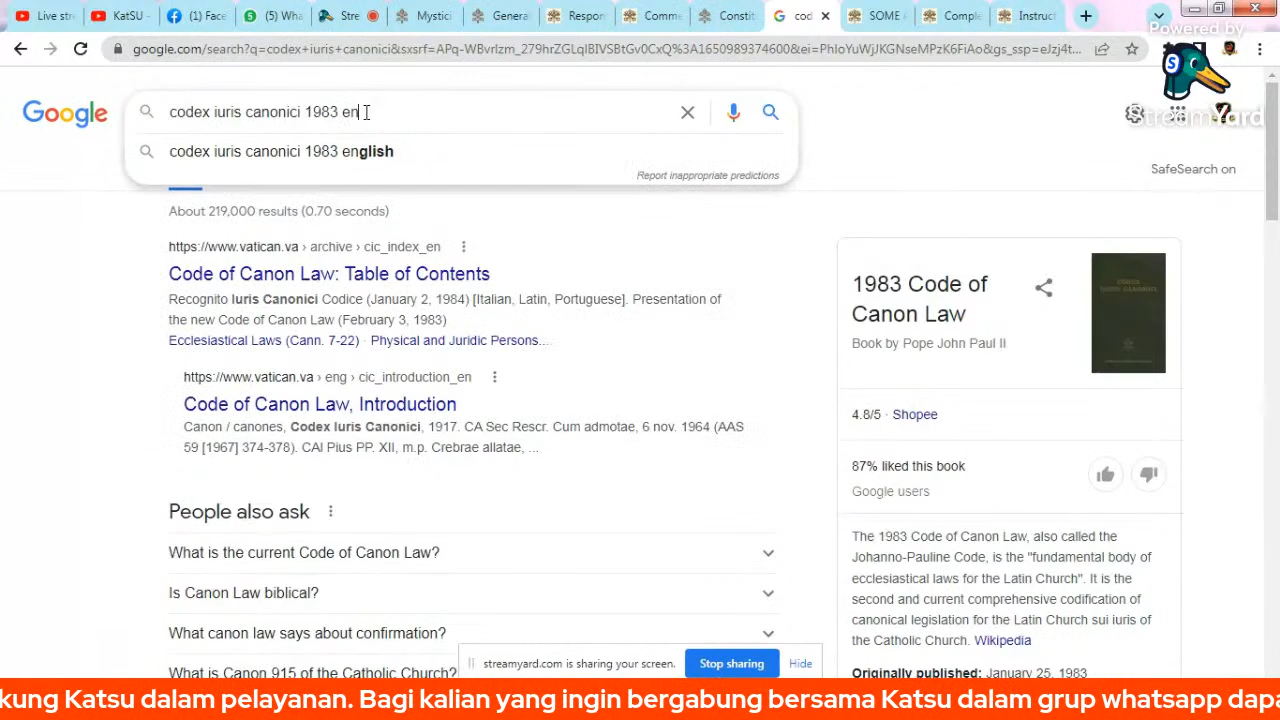 Live stre
KatSU -
(1) Face
(5) Wha
Stre
Mystici
Genera
Respor
Comme
Constit
cod
SOME A
Comple
Instruct
google.com/search?q=codex+iuris+canonici&sxsrf=APq-WBvrlzm_279hrZGLqIBIVSBtGv0CxQ%3A1650989374600&ei=PhloYuWJKGNseMPzK6FiAo&gs_ssp=eJzj4t...
Powered by
StreamYard
Google
codex iuris canonici 1983 en
codex iuris canonici 1983 english
Report inappropriate predictions
SafeSearch on
About 219,000 results (0.70 seconds)
https://www.vatican.va › archive › cic_index_en
Code of Canon Law: Table of Contents
Recognito Iuris Canonici Codice (January 2, 1984) [Italian, Latin, Portuguese]. Presentation of
the new Code of Canon Law (February 3, 1983)
Ecclesiastical Laws (Cann. 7-22) · Physical and Juridic Persons...
https://www.vatican.va › eng › cic_introduction_en
Code of Canon Law, Introduction
Canon / canones, Codex Iuris Canonici, 1917. CA Sec Rescr. Cum admotae, 6 nov. 1964 (AAS
59 [1967] 374-378). CAI Pius PP. XII, m.p. Crebrae allatae, ...
People also ask
What is the current Code of Canon Law?
Is Canon Law biblical?
What canon law says about confirmation?
What is Canon 915 of the Catholic Church?
1983 Code of
Canon Law
Book by Pope John Paul II
4.8/5 · Shopee
87% liked this book
Google users
The 1983 Code of Canon Law, also called the
Johanno-Pauline Code, is the "fundamental body of
ecclesiastical laws for the Latin Church". It is the
second and current comprehensive codification of
canonical legislation for the Latin Church sui iuris of
the Catholic Church. Wikipedia
Originally published: January 25, 1983
streamyard.com is sharing your screen.
Stop sharing
Hide
kung Katsu dalam pelayanan. Bagi kalian yang ingin bergabung bersama Katsu dalam grup whatsapp dapa